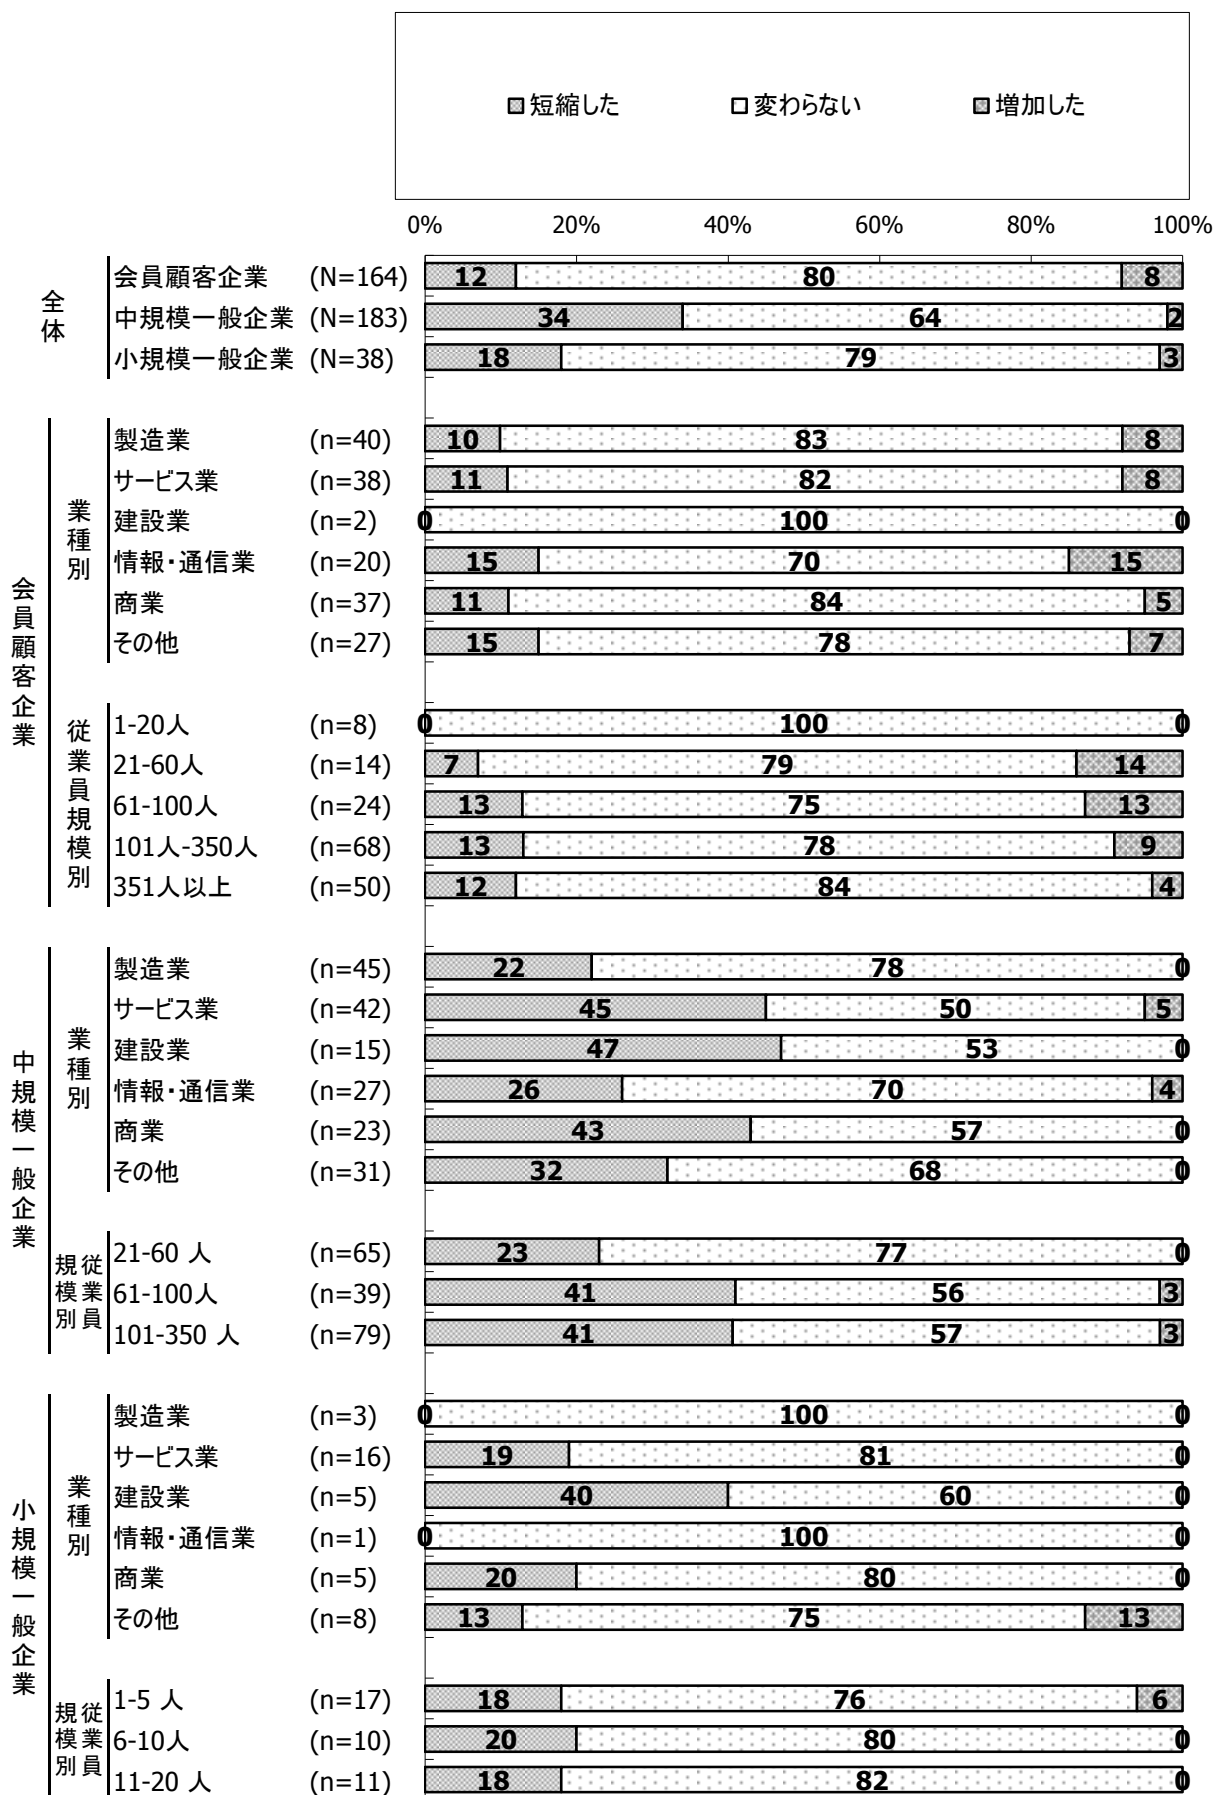 短縮した 変わらない 増加した
0% 20% 40% 60% 80% 100%
全体
会員顧客企業 (N=164) 12 80 8
中規模一般企業 (N=183) 34 64 2
小規模一般企業 (N=38) 18 79 3
会員顧客企業
業種別
製造業 (n=40) 10 83 8
サービス業 (n=38) 11 82 8
建設業 (n=2) 0 100 0
情報・通信業 (n=20) 15 70 15
商業 (n=37) 11 84 5
その他 (n=27) 15 78 7
従業員規模別
1-20人 (n=8) 0 100 0
21-60人 (n=14) 7 79 14
61-100人 (n=24) 13 75 13
101人-350人 (n=68) 13 78 9
351人以上 (n=50) 12 84 4
中規模一般企業
業種別
製造業 (n=45) 22 78 0
サービス業 (n=42) 45 50 5
建設業 (n=15) 47 53 0
情報・通信業 (n=27) 26 70 4
商業 (n=23) 43 57 0
その他 (n=31) 32 68 0
従業員
規模別
21-60 人 (n=65) 23 77 0
61-100人 (n=39) 41 56 3
101-350 人 (n=79) 41 57 3
小規模一般企業
業種別
製造業 (n=3) 0 100 0
サービス業 (n=16) 19 81 0
建設業 (n=5) 40 60 0
情報・通信業 (n=1) 0 100 0
商業 (n=5) 20 80 0
その他 (n=8) 13 75 13
従業員
規模別
1-5 人 (n=17) 18 76 6
6-10人 (n=10) 20 80 0
11-20 人 (n=11) 18 82 0